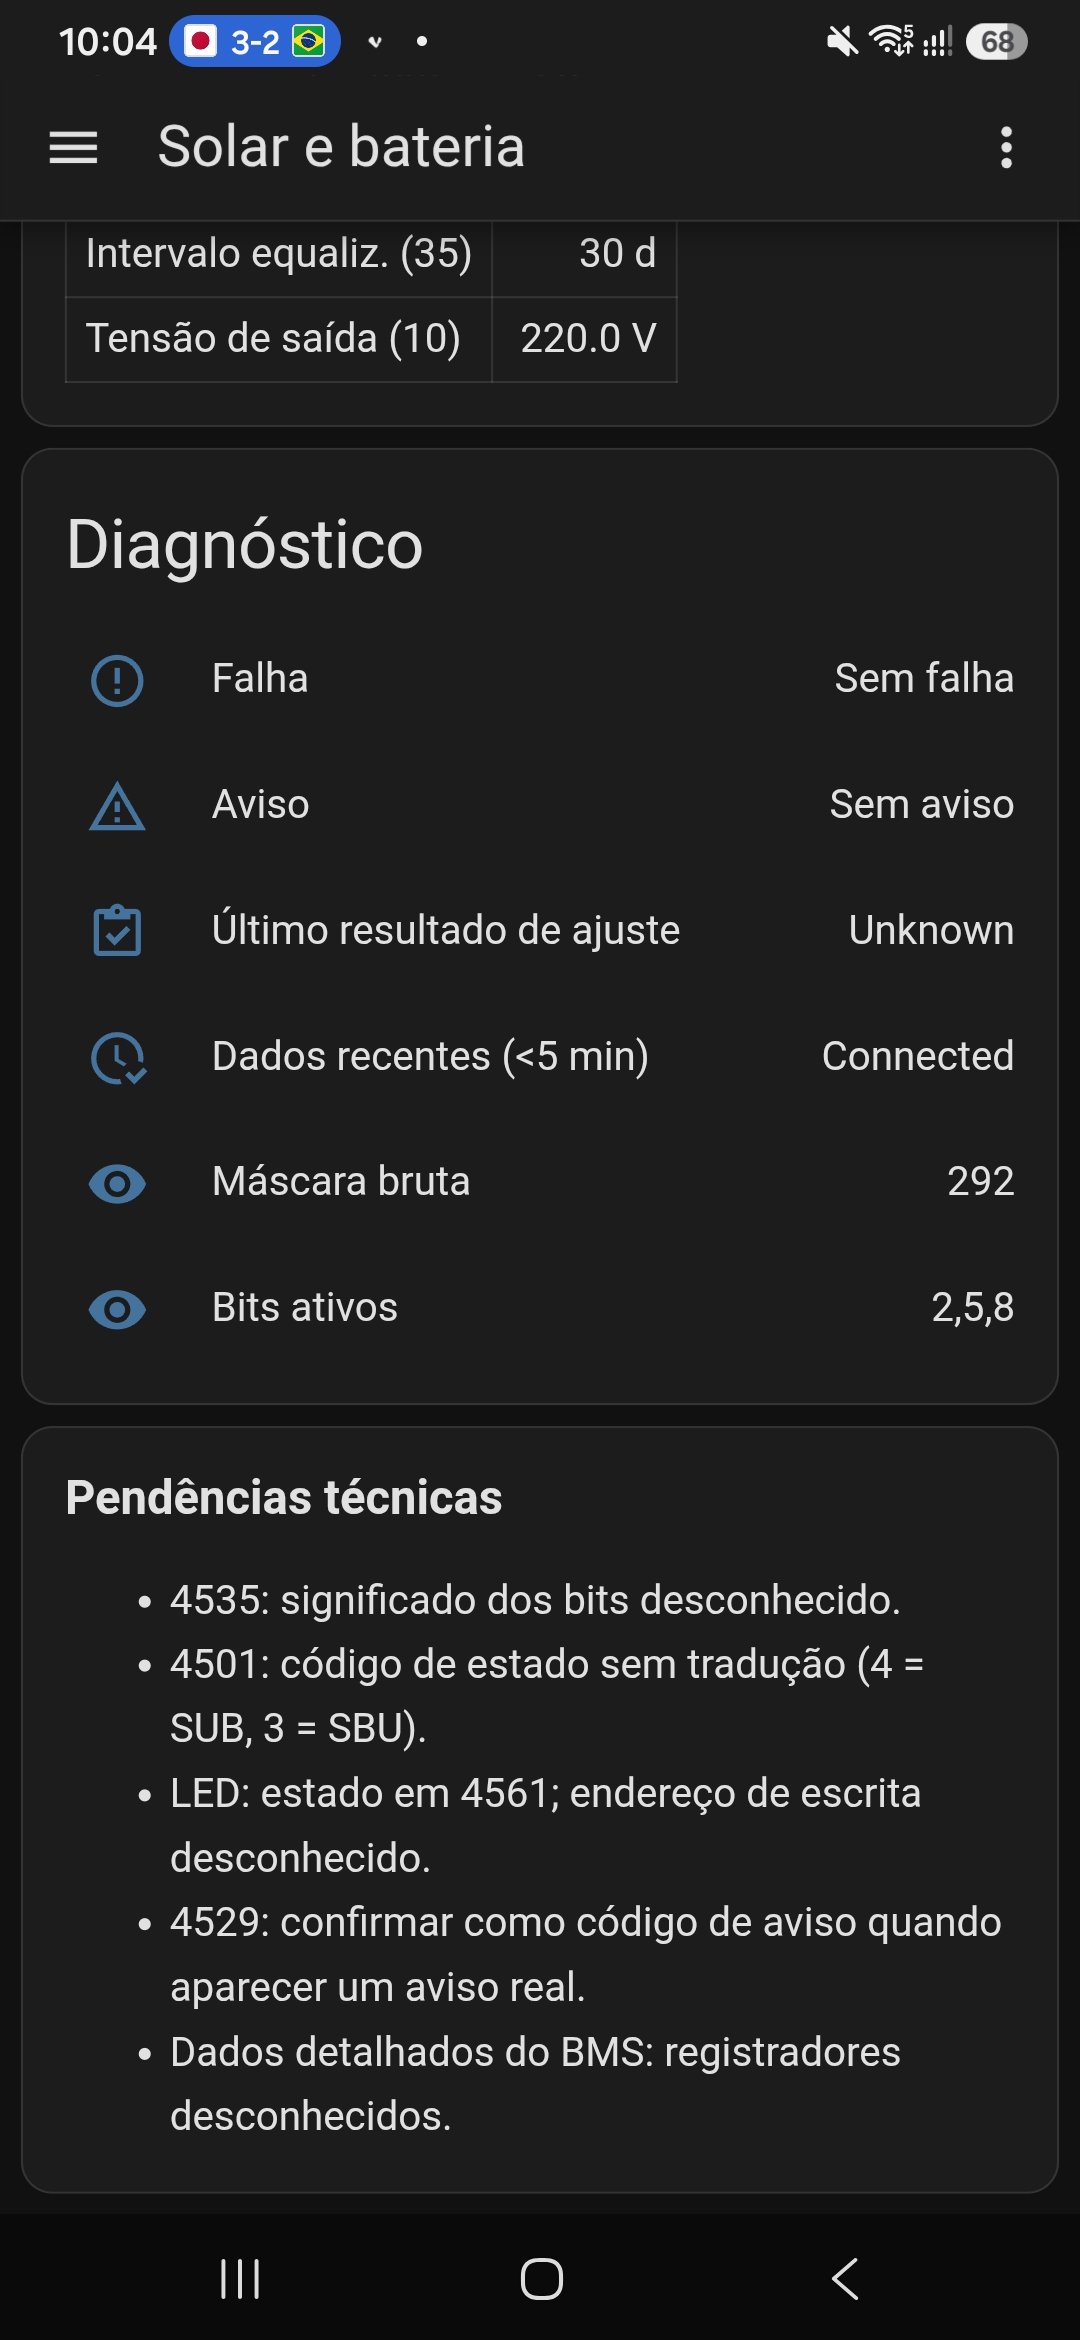 10:04 3-2 5 68
Solar e bateria
Intervalo equaliz. (35) 30 d
Tensão de saída (10) 220.0 V
Diagnóstico
Falha Sem falha
Aviso Sem aviso
Último resultado de ajuste Unknown
Dados recentes (<5 min) Connected
Máscara bruta 292
Bits ativos 2,5,8
Pendências técnicas
• 4535: significado dos bits desconhecido.
• 4501: código de estado sem tradução (4 =
SUB, 3 = SBU).
• LED: estado em 4561; endereço de escrita
desconhecido.
• 4529: confirmar como código de aviso quando
aparecer um aviso real.
• Dados detalhados do BMS: registradores
desconhecidos.